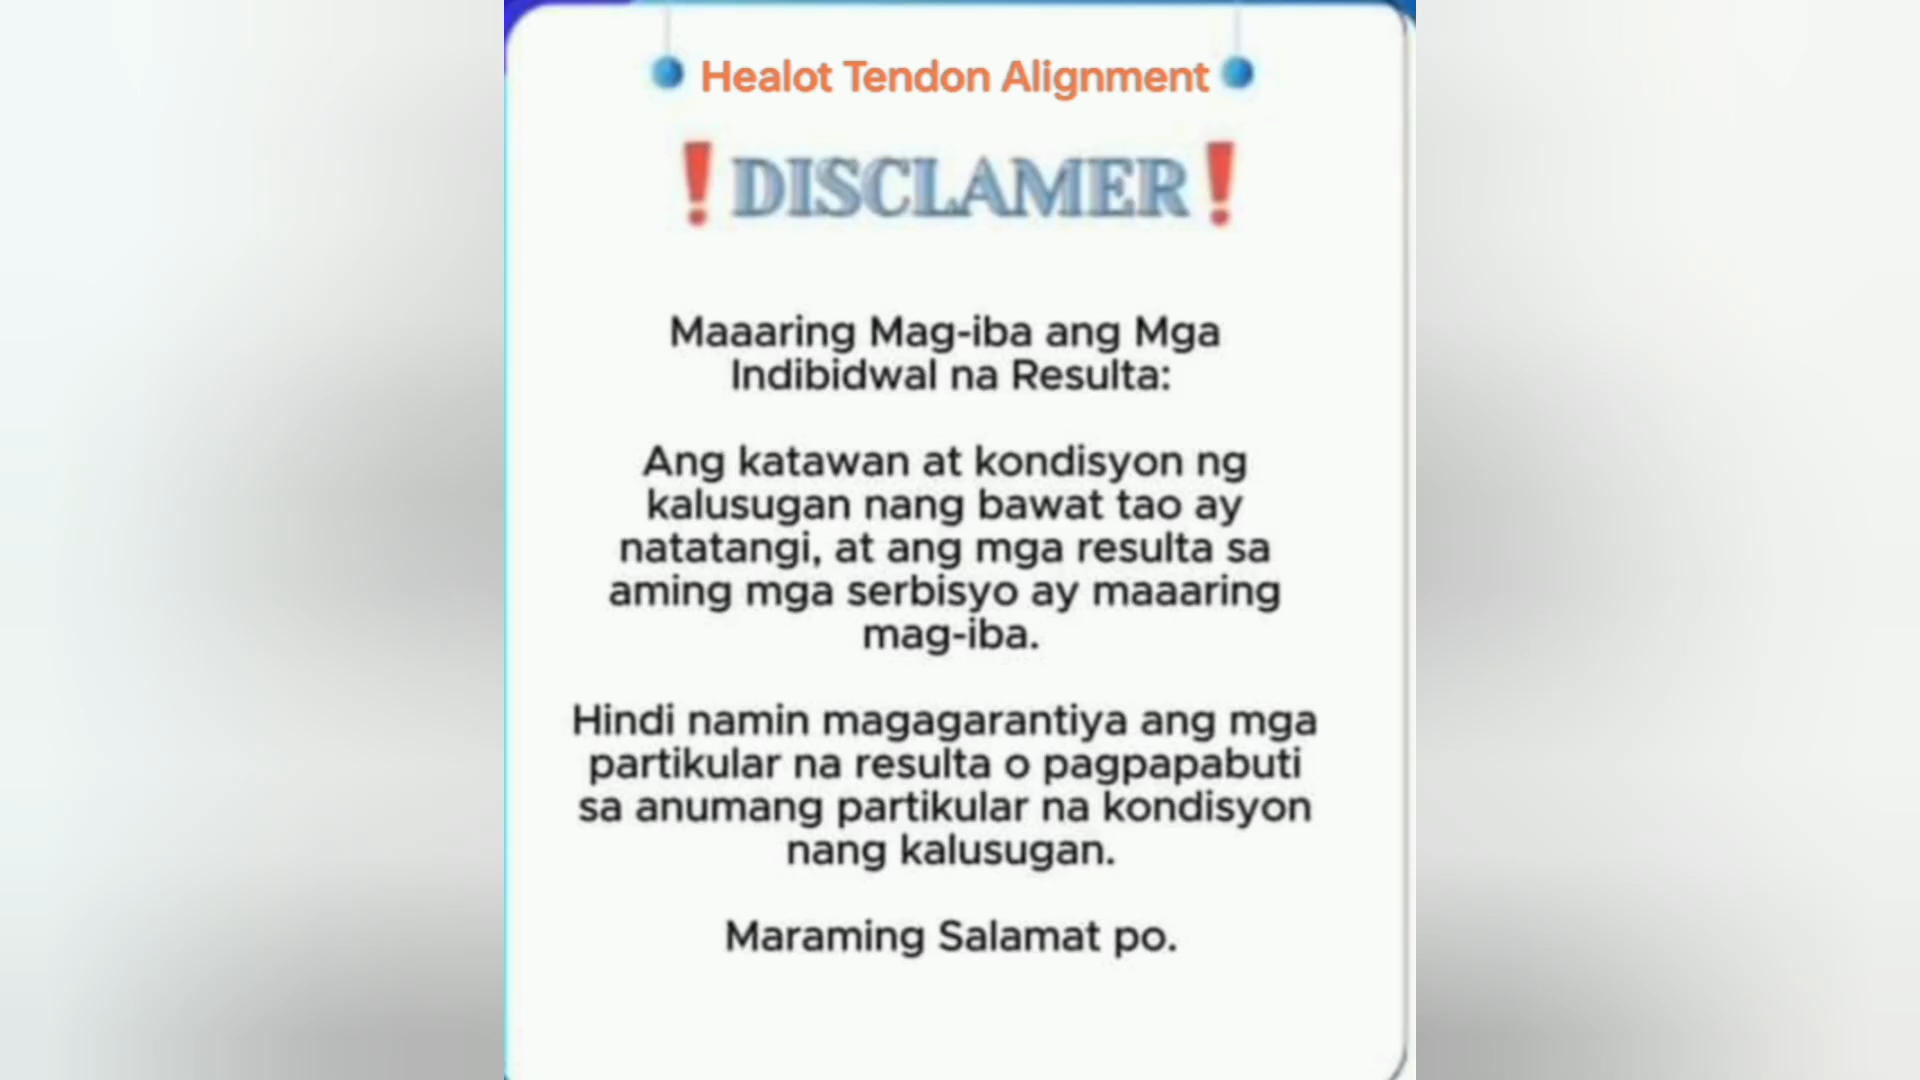 Healot Tendon Alignment
❗DISCLAMER❗
Maaaring Mag-iba ang Mga
Indibidwal na Resulta:
Ang katawan at kondisyon ng
kalusugan nang bawat tao ay
natatangi, at ang mga resulta sa
aming mga serbisyo ay maaaring
mag-iba.
Hindi namin magagarantiya ang mga
partikular na resulta o pagpapabuti
sa anumang partikular na kondisyon
nang kalusugan.
Maraming Salamat po.